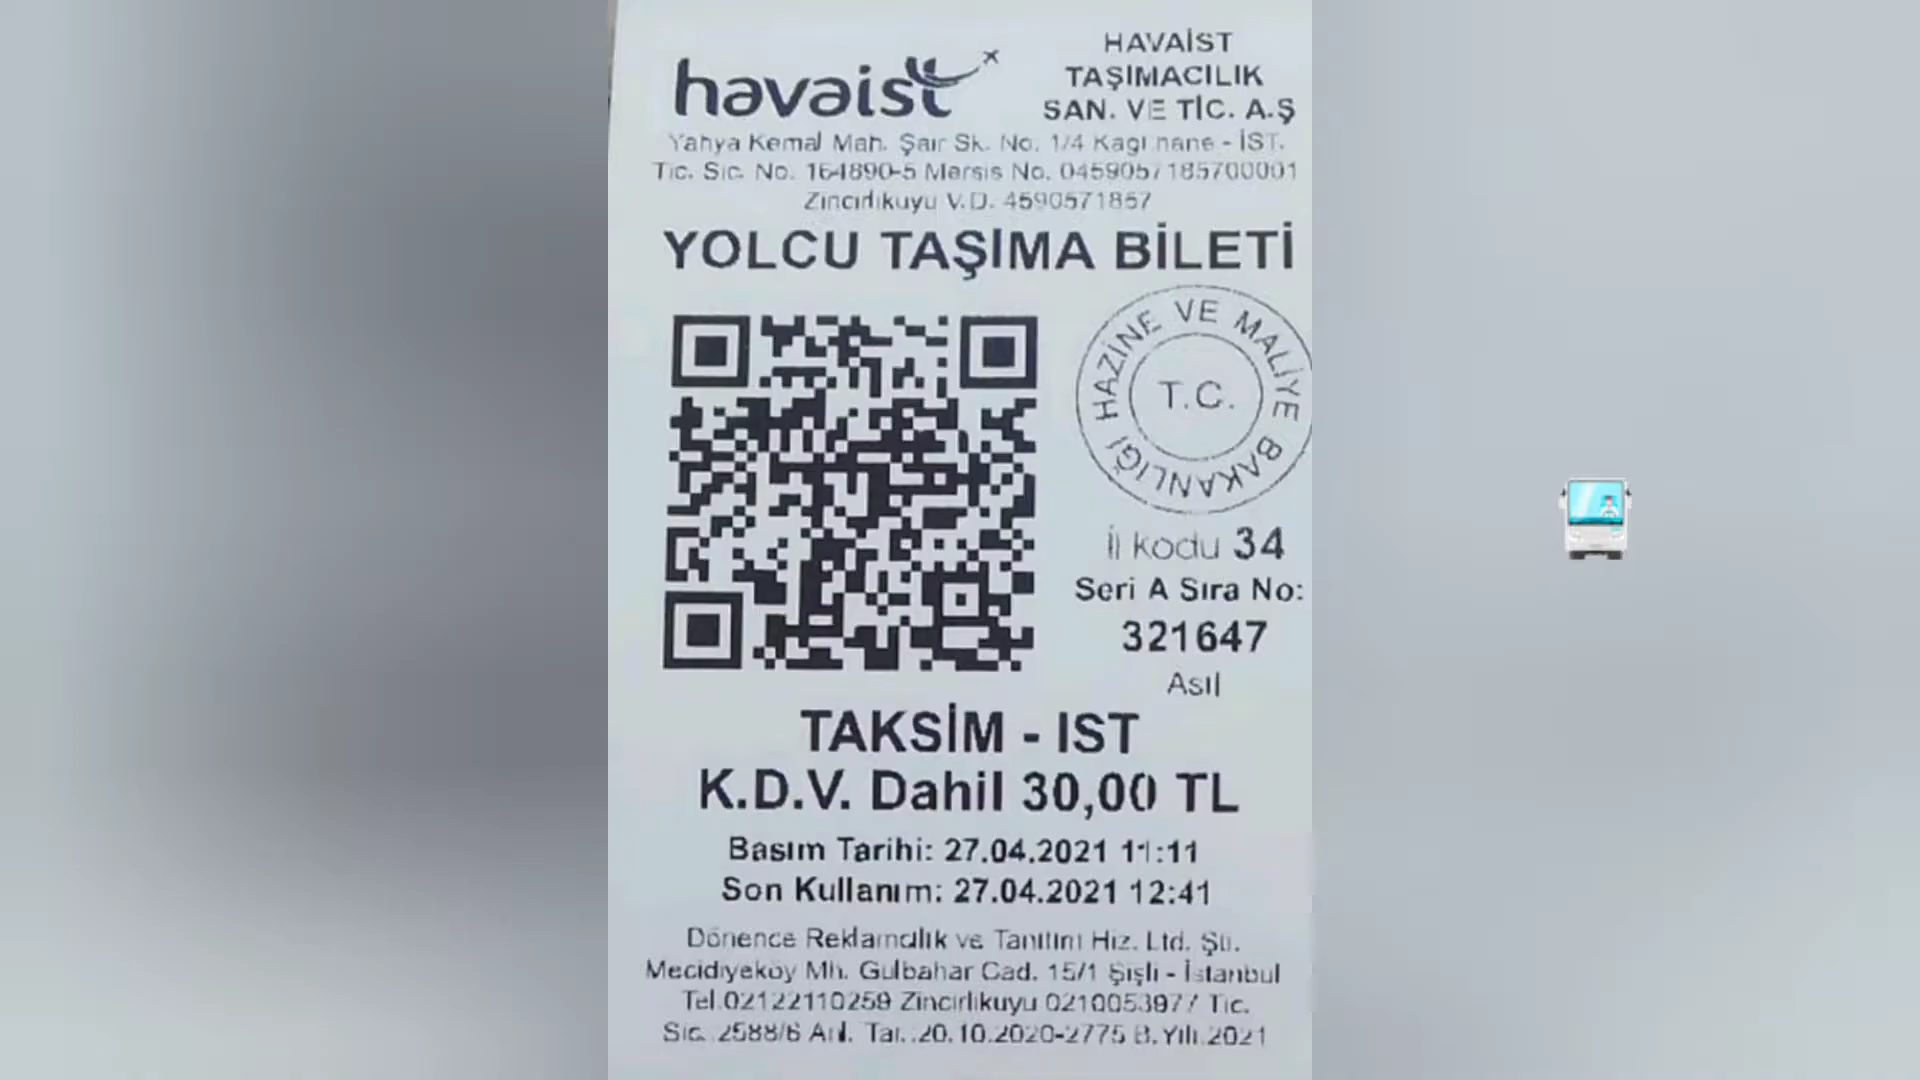 havaist
HAVAİST
TAŞIMACILIK
SAN. VE TİC. A.Ş
Yahya Kemal Mah. Şair Sk. No. 1/4 Kagıthane - İST.
Tic. Sic. No. 164890-5 Mersis No. 0459057185700001
Zincirlikuyu V.D. 4590571857
YOLCU TAŞIMA BİLETİ
T.C.
HAZİNE VE MALİYE BAKANLIĞI
İl kodu 34
Seri A Sıra No:
321647
Asıl
TAKSİM - IST
K.D.V. Dahil 30,00 TL
Basım Tarihi: 27.04.2021 11:11
Son Kullanım: 27.04.2021 12:41
Dönence Reklamcılık ve Tanıtım Hiz. Ltd. Şti.
Mecidiyeköy Mh. Gülbahar Cad. 15/1 Şişli - İstanbul
Tel.02122110259 Zincirlikuyu 0210053977 Tic.
Sic. 2588/6 Anl. Tar.:20.10.2020-2775 B.Yılı.2021